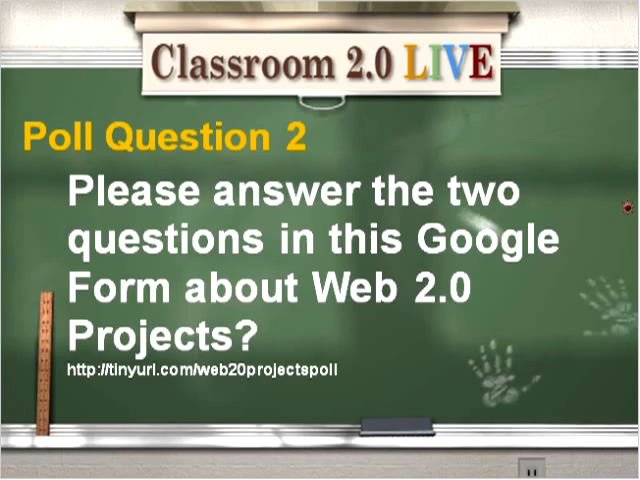 Classroom 2.0 LIVE
Poll Question 2
Please answer the two
questions in this Google
Form about Web 2.0
Projects?
http://tinyurl.com/web20projectspoll